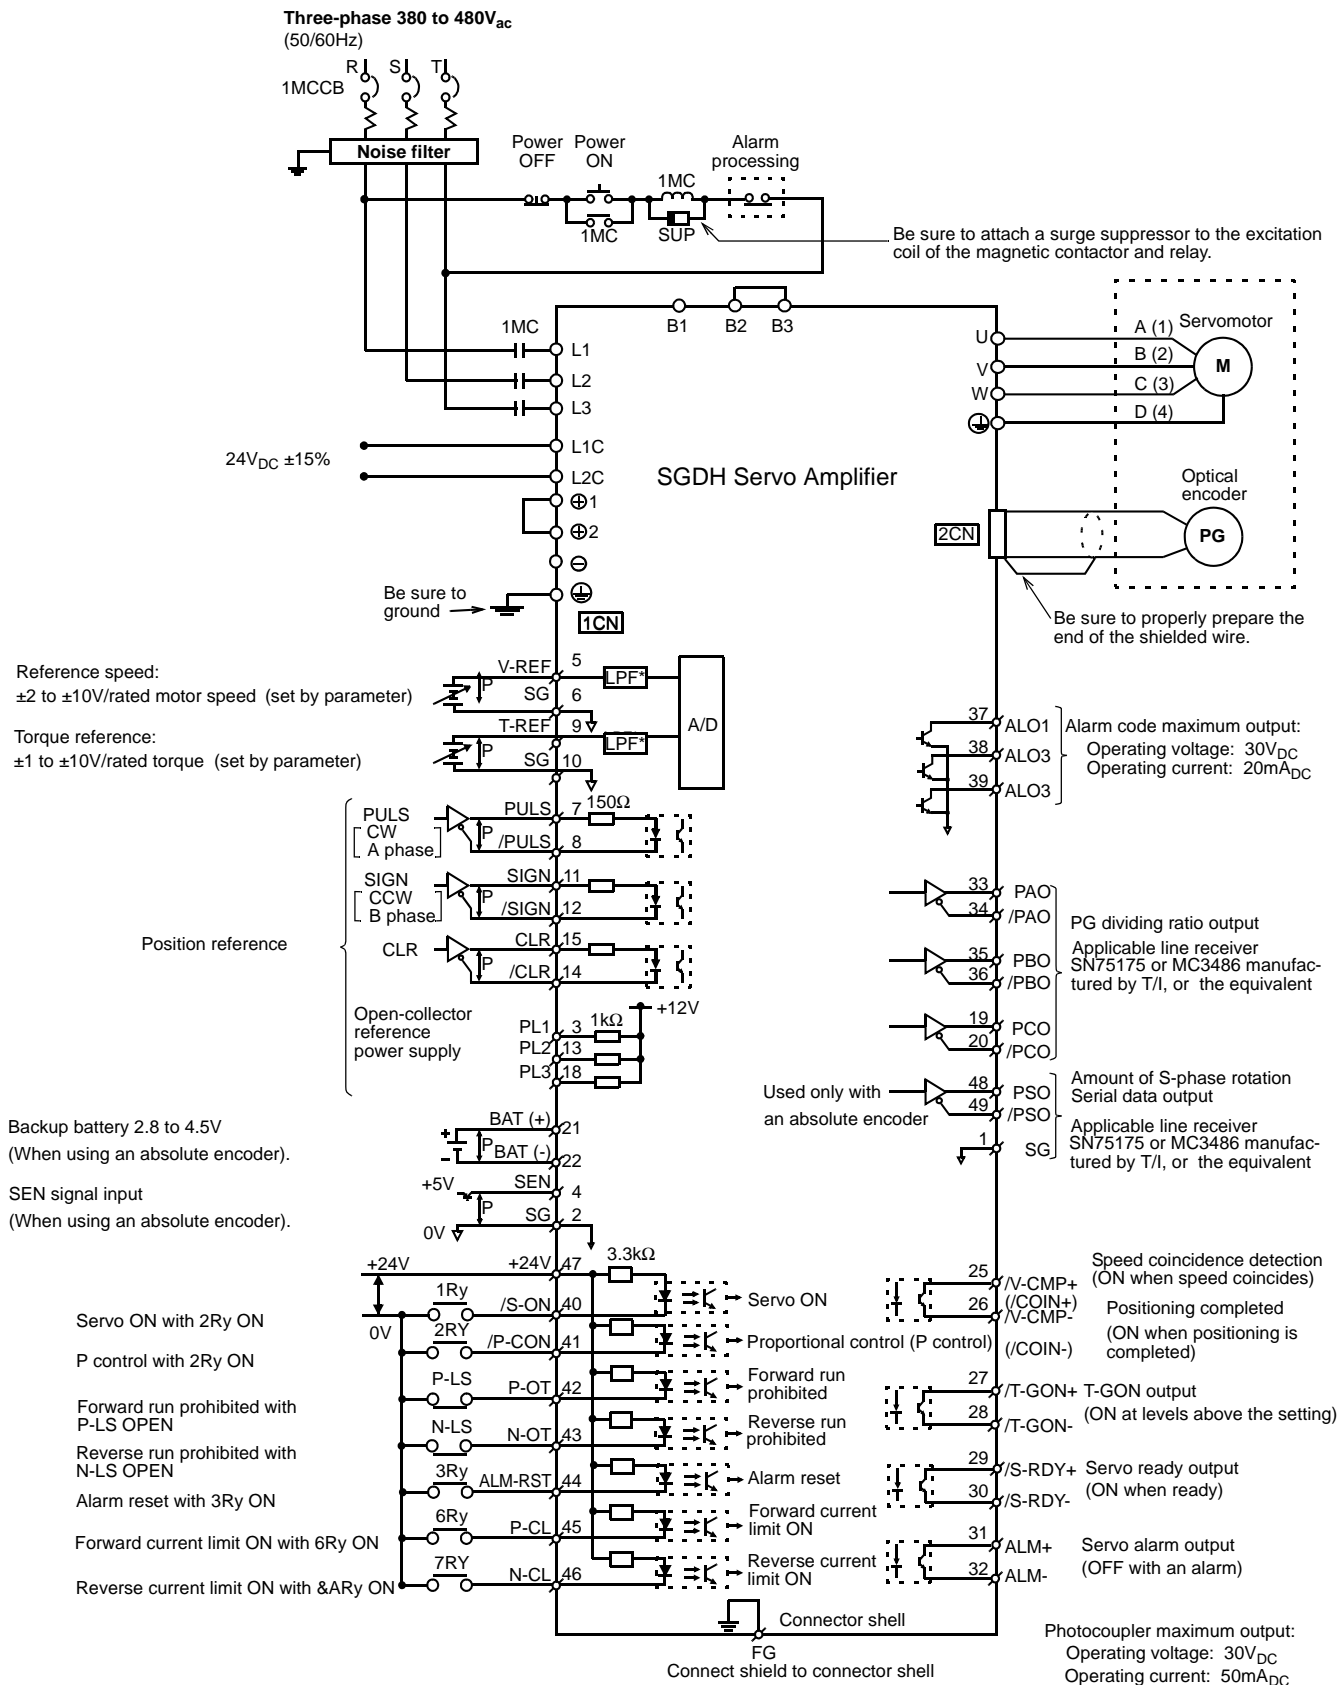 Three-phase 380 to 480Vac
(50/60Hz)
R S T
1MCCB
Noise filter
Power OFF
Power ON
Alarm processing
1MC
1MC
SUP
Be sure to attach a surge suppressor to the excitation
coil of the magnetic contactor and relay.
B1 B2 B3
1MC
L1
L2
L3
24VDC ±15%
L1C
L2C
⊕1
⊕2
⊖
Be sure to
ground
SGDH Servo Amplifier
U
V
W
A (1)
B (2)
C (3)
D (4)
Servomotor
M
Optical
encoder
PG
2CN
Be sure to properly prepare the
end of the shielded wire.
1CN
Reference speed:
±2 to ±10V/rated motor speed (set by parameter)
V-REF 5
P
SG 6
LPF*
Torque reference:
±1 to ±10V/rated torque (set by parameter)
T-REF 9
P
SG 10
LPF*
A/D
Position reference
PULS
CW
A phase
P
PULS 7
/PULS 8
150Ω
SIGN
CCW
B phase
P
SIGN 11
/SIGN 12
CLR
P
CLR 15
/CLR 14
Open-collector
reference
power supply
+12V
PL1 3 1kΩ
PL2 13
PL3 18
Backup battery 2.8 to 4.5V
(When using an absolute encoder).
+
-
P
BAT (+) 21
BAT (-) 22
SEN signal input
(When using an absolute encoder).
+5V
P
0V
SEN 4
SG 2
+24V
0V
+24V 47 3.3kΩ
Servo ON with 2Ry ON
1Ry
/S-ON 40
Servo ON
P control with 2Ry ON
2RY
/P-CON 41
Proportional control (P control)
Forward run prohibited with
P-LS OPEN
P-LS
P-OT 42
Forward run
prohibited
Reverse run prohibited with
N-LS OPEN
N-LS
N-OT 43
Reverse run
prohibited
Alarm reset with 3Ry ON
3Ry
ALM-RST 44
Alarm reset
Forward current limit ON with 6Ry ON
6Ry
P-CL 45
Forward current
limit ON
Reverse current limit ON with &ARy ON
7RY
N-CL 46
Reverse current
limit ON
Connector shell
FG
Connect shield to connector shell
37 ALO1
38 ALO3
39 ALO3
Alarm code maximum output:
Operating voltage: 30VDC
Operating current: 20mADC
33 PAO
34 /PAO
35 PBO
36 /PBO
19 PCO
20 /PCO
PG dividing ratio output
Applicable line receiver
SN75175 or MC3486 manufac-
tured by T/I, or the equivalent
Used only with
an absolute encoder
48 PSO
49 /PSO
1 SG
Amount of S-phase rotation
Serial data output
Applicable line receiver
SN75175 or MC3486 manufac-
tured by T/I, or the equivalent
25 /V-CMP+
(/COIN+)
26 /V-CMP-
(/COIN-)
Speed coincidence detection
(ON when speed coincides)
Positioning completed
(ON when positioning is
completed)
27 /T-GON+
28 /T-GON-
T-GON output
(ON at levels above the setting)
29 /S-RDY+
30 /S-RDY-
Servo ready output
(ON when ready)
31 ALM+
32 ALM-
Servo alarm output
(OFF with an alarm)
Photocoupler maximum output:
Operating voltage: 30VDC
Operating current: 50mADC